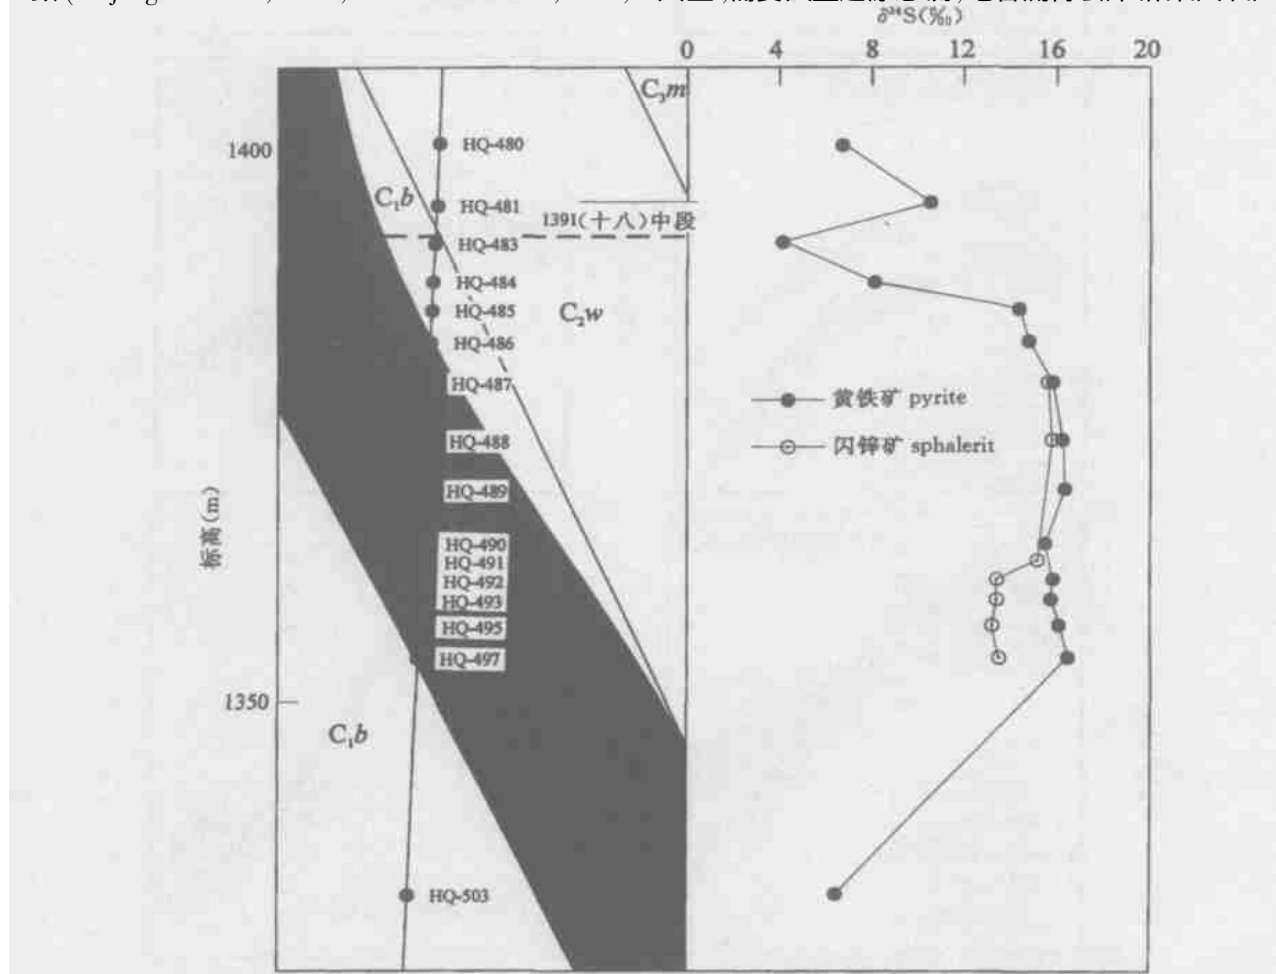 δ³⁴S(‰)
0 4 8 12 16 20
C₃m
1400
HQ-480
C₁b
HQ-481
1391(十八)中段
HQ-483
HQ-484
HQ-485
C₂w
HQ-486
HQ-487
黄铁矿 pyrite
HQ-488
闪锌矿 sphalerit
HQ-489
标高(m)
HQ-490
HQ-491
HQ-492
HQ-493
HQ-495
HQ-497
1350
C₁b
HQ-503